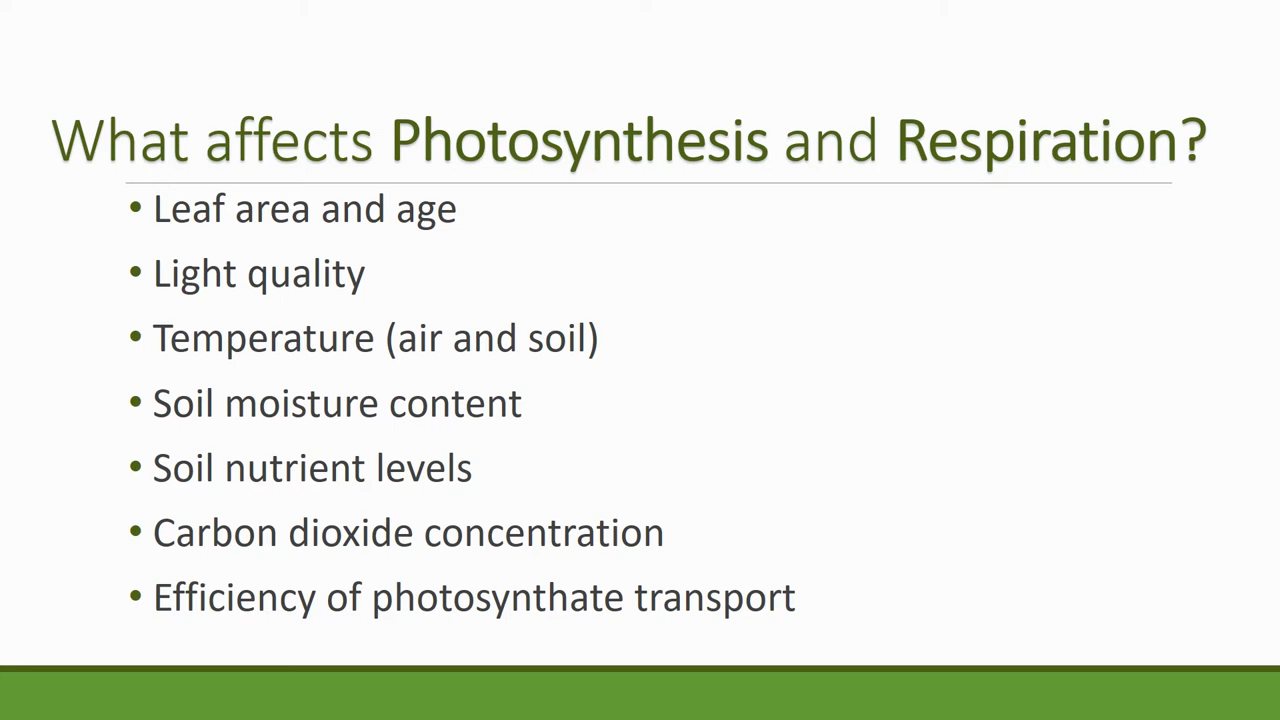 What affects Photosynthesis and Respiration?
• Leaf area and age
• Light quality
• Temperature (air and soil)
• Soil moisture content
• Soil nutrient levels
• Carbon dioxide concentration
• Efficiency of photosynthate transport